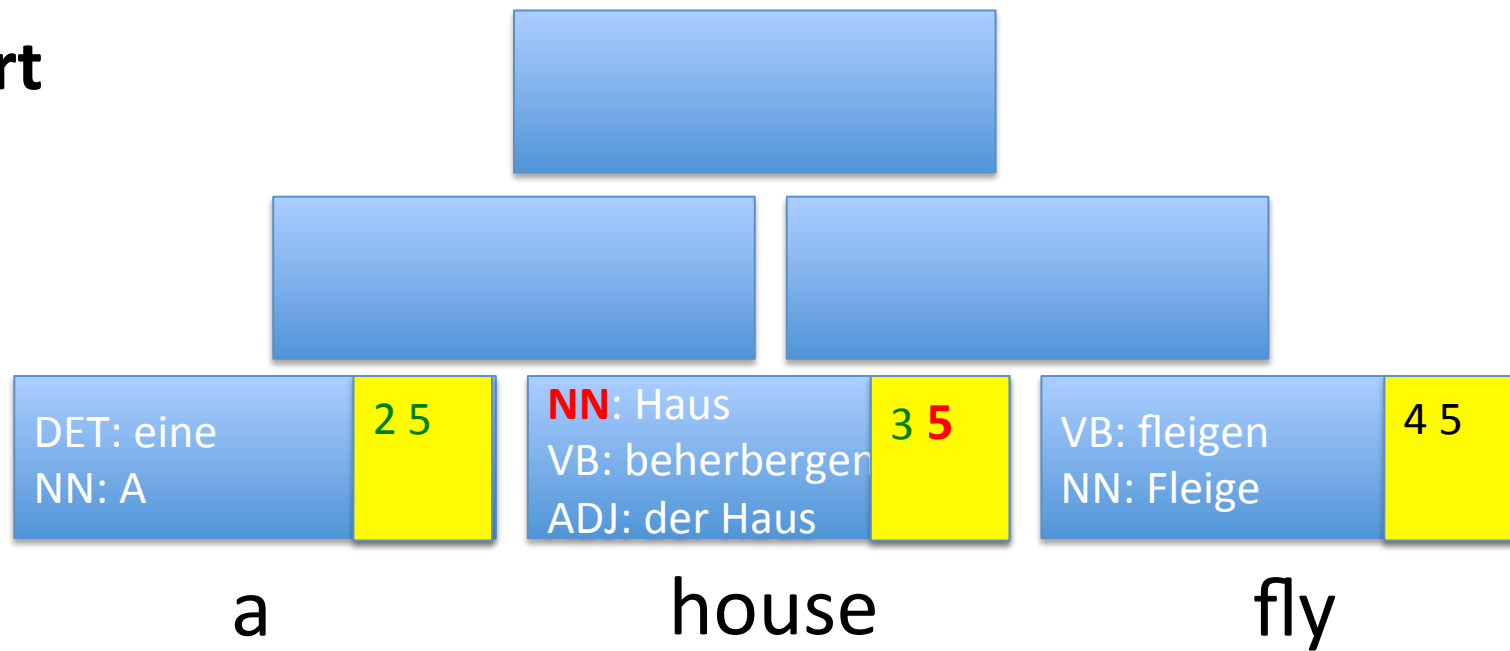 rt
DET: eine
NN: A
2 5
NN: Haus
VB: beherbergen
ADJ: der Haus
3 5
VB: fleigen
NN: Fleige
4 5
a house fly